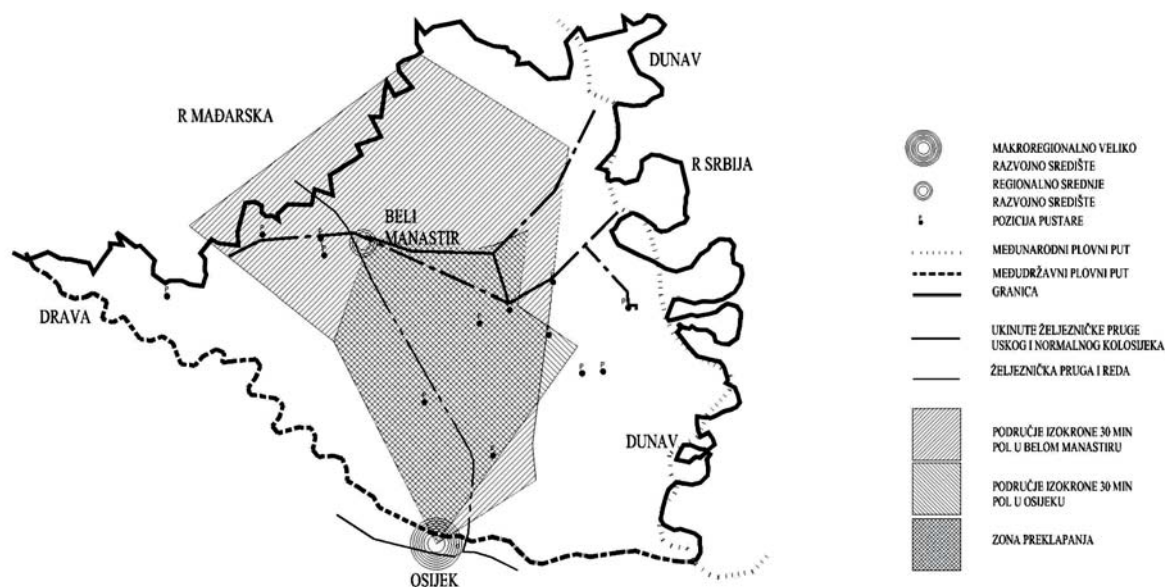 DUNAV
R MAĐARSKA
R SRBIJA
BELI
MANASTIR
DRAVA
DUNAV
OSIJEK
MAKROREGIONALNO VELIKO
RAZVOJNO SREDIŠTE
REGIONALNO SREDNJE
RAZVOJNO SREDIŠTE
POZICIJA PUSTARE
MEĐUNARODNI PLOVNI PUT
MEĐUDRŽAVNI PLOVNI PUT
GRANICA
UKINUTE ŽELJEZNIČKE PRUGE
USKOG I NORMALNOG KOLOSIJEKA
ŽELJEZNIČKA PRUGA I REDA
PODRUČJE IZOKRONE 30 MIN
POL U BELOM MANASTIRU
PODRUČJE IZOKRONE 30 MIN
POL U OSIJEKU
ZONA PREKLAPANJA